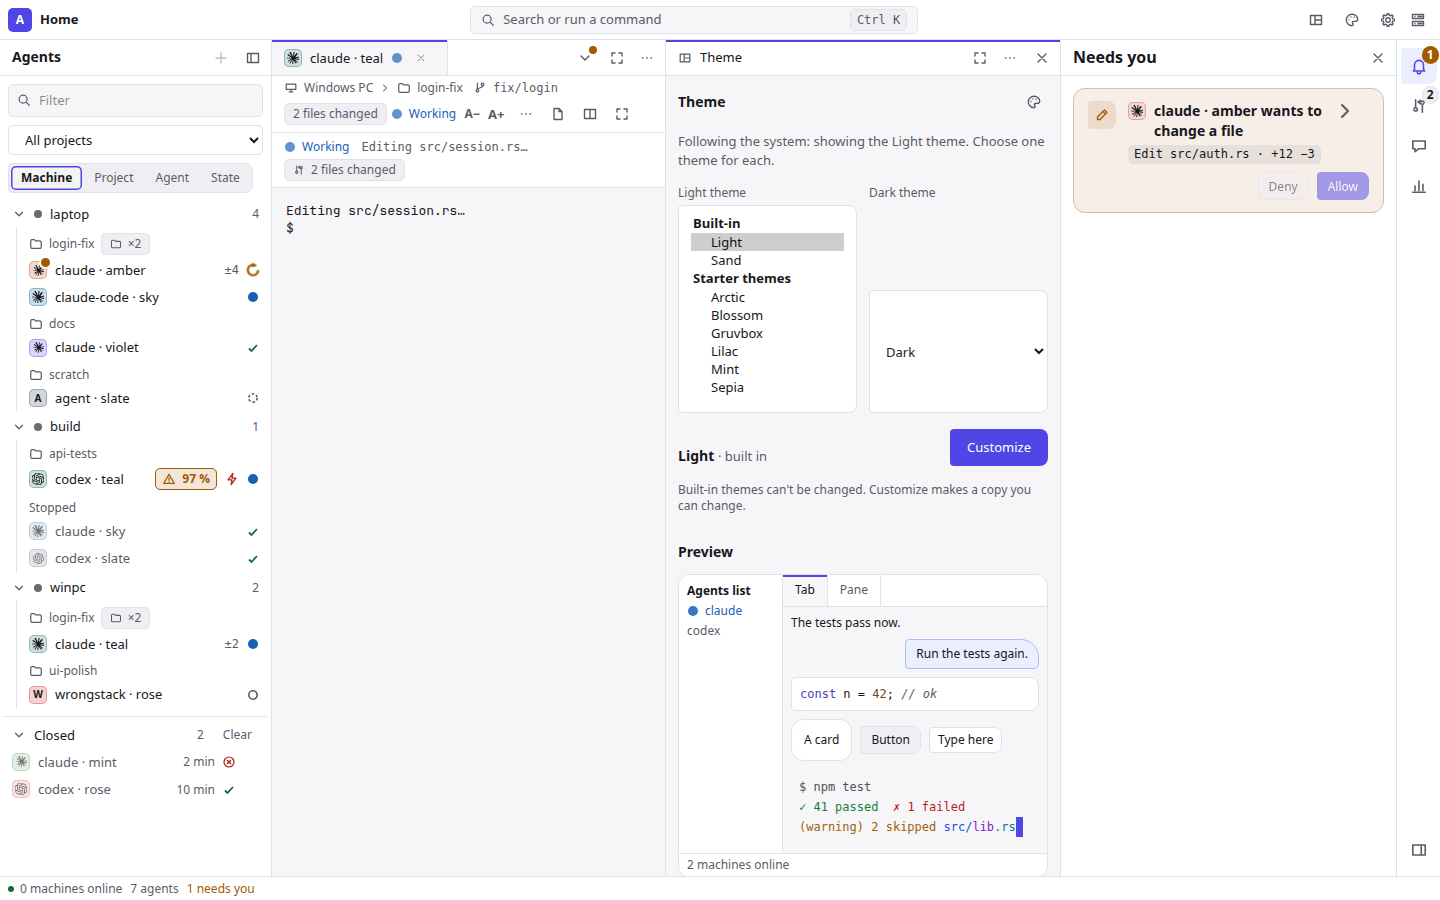 A Home
Search or run a command Ctrl K
Agents
Filter
All projects
Machine Project Agent State
laptop 4
login-fix ×2
claude · amber ±4
claude-code · sky
docs
claude · violet
scratch
A agent · slate
build 1
api-tests
codex · teal 97 %
Stopped
claude · sky
codex · slate
winpc 2
login-fix ×2
claude · teal ±2
ui-polish
W wrongstack · rose
Closed 2 Clear
claude · mint 2 min
codex · rose 10 min
0 machines online 7 agents 1 needs you
claude · teal
Windows PC login-fix fix/login
2 files changed Working A− A+
Working Editing src/session.rs…
2 files changed
Editing src/session.rs…
$
Theme
Theme
Following the system: showing the Light theme. Choose one
theme for each.
Light theme Dark theme
Built-in
Light
Sand
Starter themes
Arctic
Blossom
Gruvbox
Lilac
Mint
Sepia
Dark
Light · built in Customize
Built-in themes can't be changed. Customize makes a copy you
can change.
Preview
Agents list
claude
codex
Tab Pane
The tests pass now.
Run the tests again.
const n = 42; // ok
A card Button Type here
$ npm test
✓ 41 passed ✗ 1 failed
(warning) 2 skipped src/lib.rs
2 machines online
Needs you
claude · amber wants to
change a file
Edit src/auth.rs · +12 −3
Deny Allow
1
2